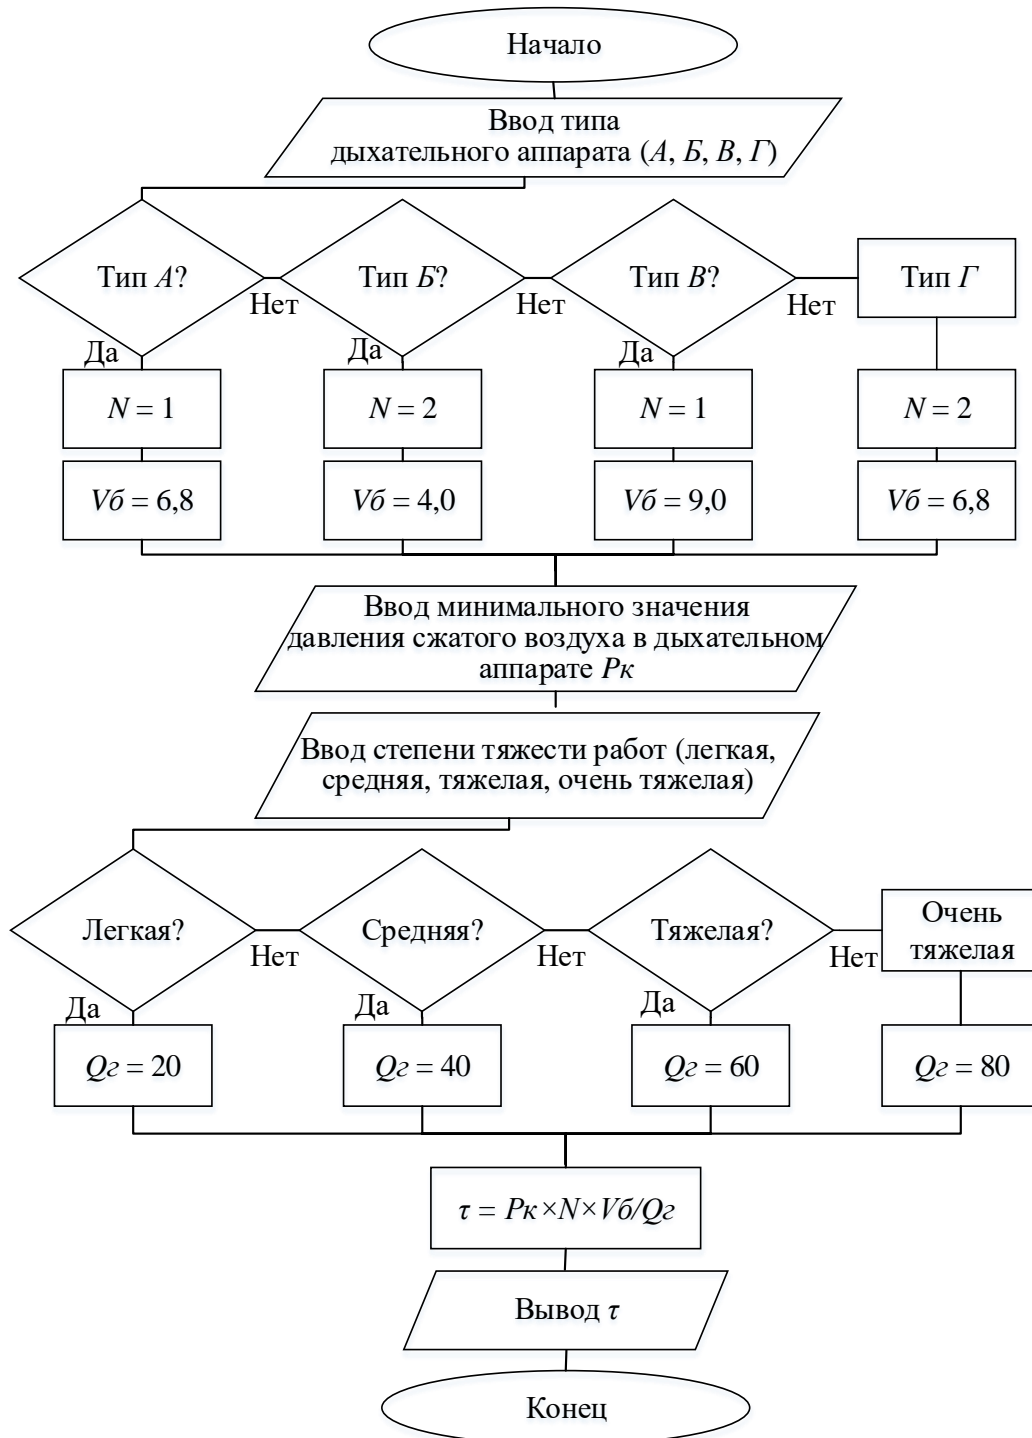 Начало
Ввод типа
дыхательного аппарата (А, Б, В, Г)
Тип А?
Нет
Тип Б?
Нет
Тип В?
Нет
Тип Г
Да
Да
Да
N = 1
N = 2
N = 1
N = 2
Vб = 6,8
Vб = 4,0
Vб = 9,0
Vб = 6,8
Ввод минимального значения
давления сжатого воздуха в дыхательном
аппарате Pк
Ввод степени тяжести работ (легкая,
средняя, тяжелая, очень тяжелая)
Легкая?
Нет
Средняя?
Нет
Тяжелая?
Нет
Очень
тяжелая
Да
Да
Да
Qг = 20
Qг = 40
Qг = 60
Qг = 80
τ = Pк×N×Vб/Qг
Вывод τ
Конец